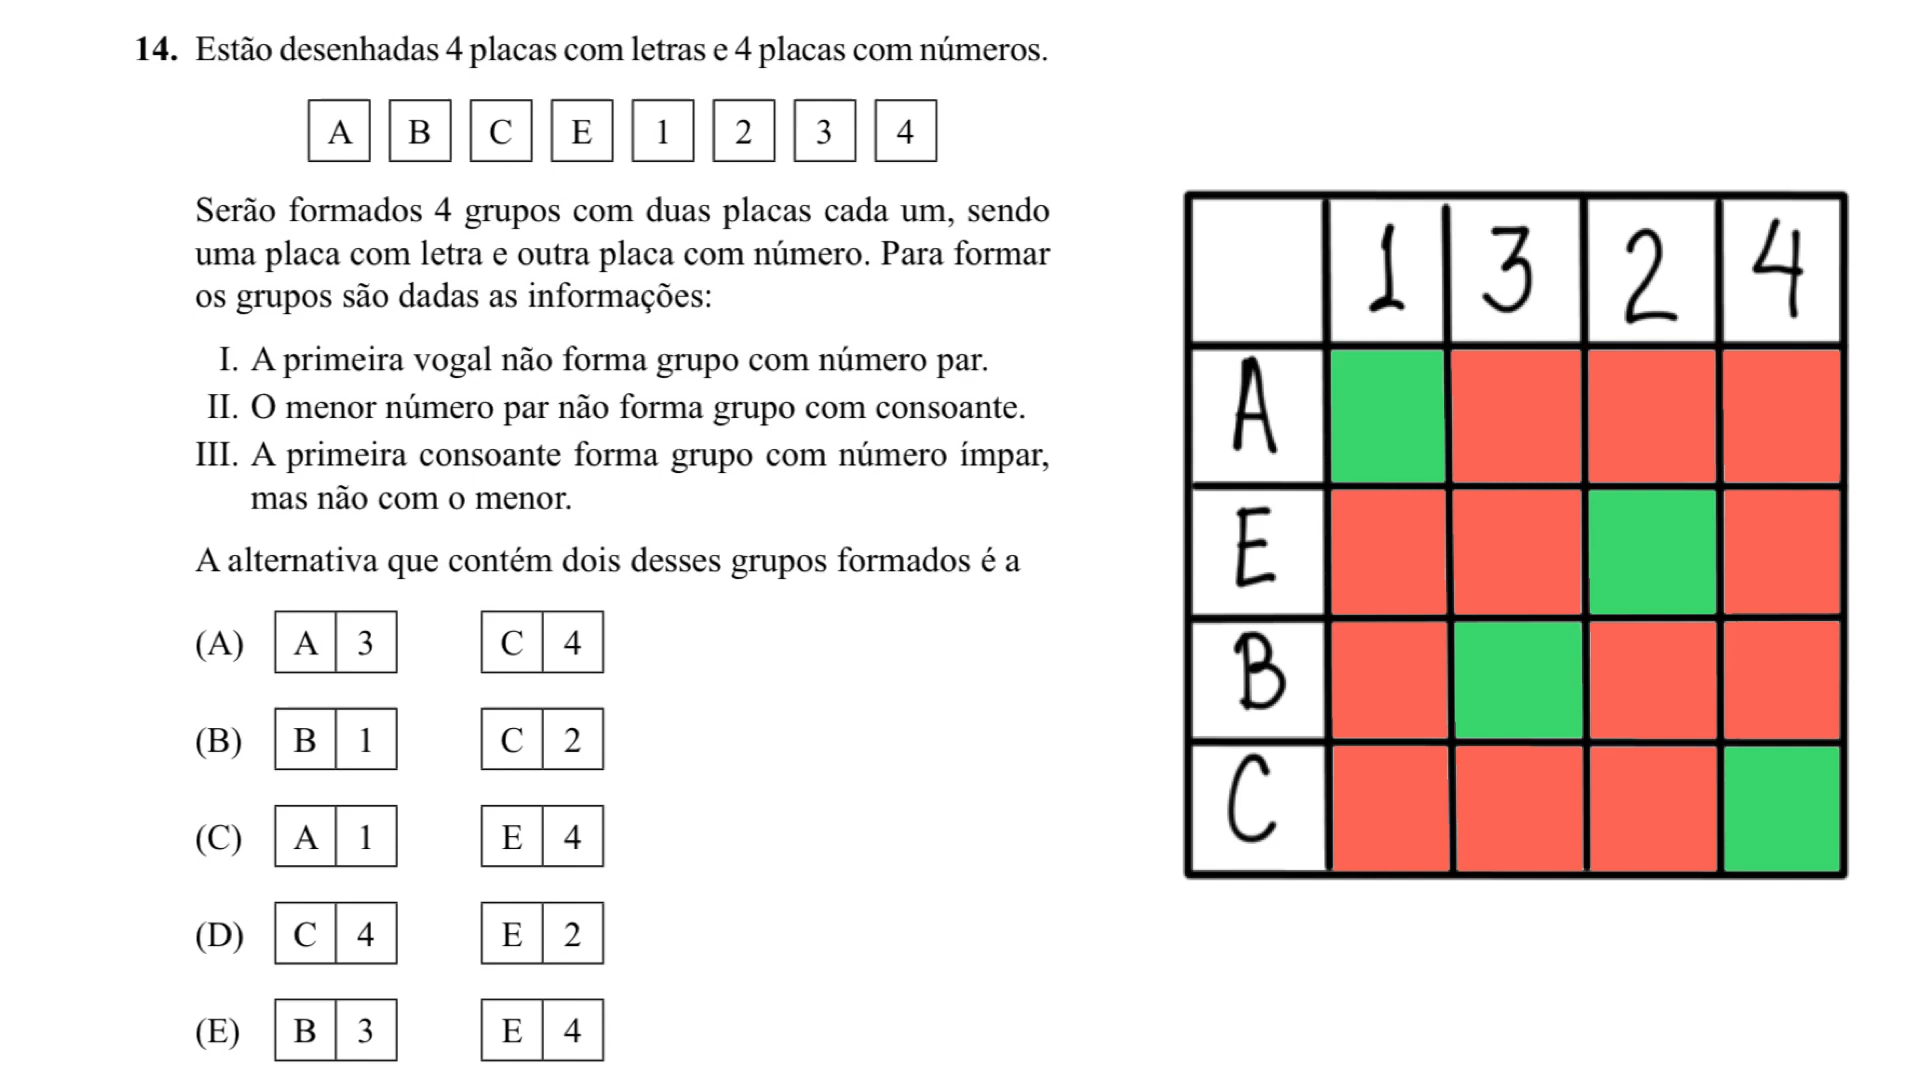 14. Estão desenhadas 4 placas com letras e 4 placas com números.
A B C E 1 2 3 4
Serão formados 4 grupos com duas placas cada um, sendo
uma placa com letra e outra placa com número. Para formar
os grupos são dadas as informações:
I. A primeira vogal não forma grupo com número par.
II. O menor número par não forma grupo com consoante.
III. A primeira consoante forma grupo com número ímpar,
mas não com o menor.
A alternativa que contém dois desses grupos formados é a
(A) A 3 C 4
(B) B 1 C 2
(C) A 1 E 4
(D) C 4 E 2
(E) B 3 E 4
1 3 2 4
A
E
B
C